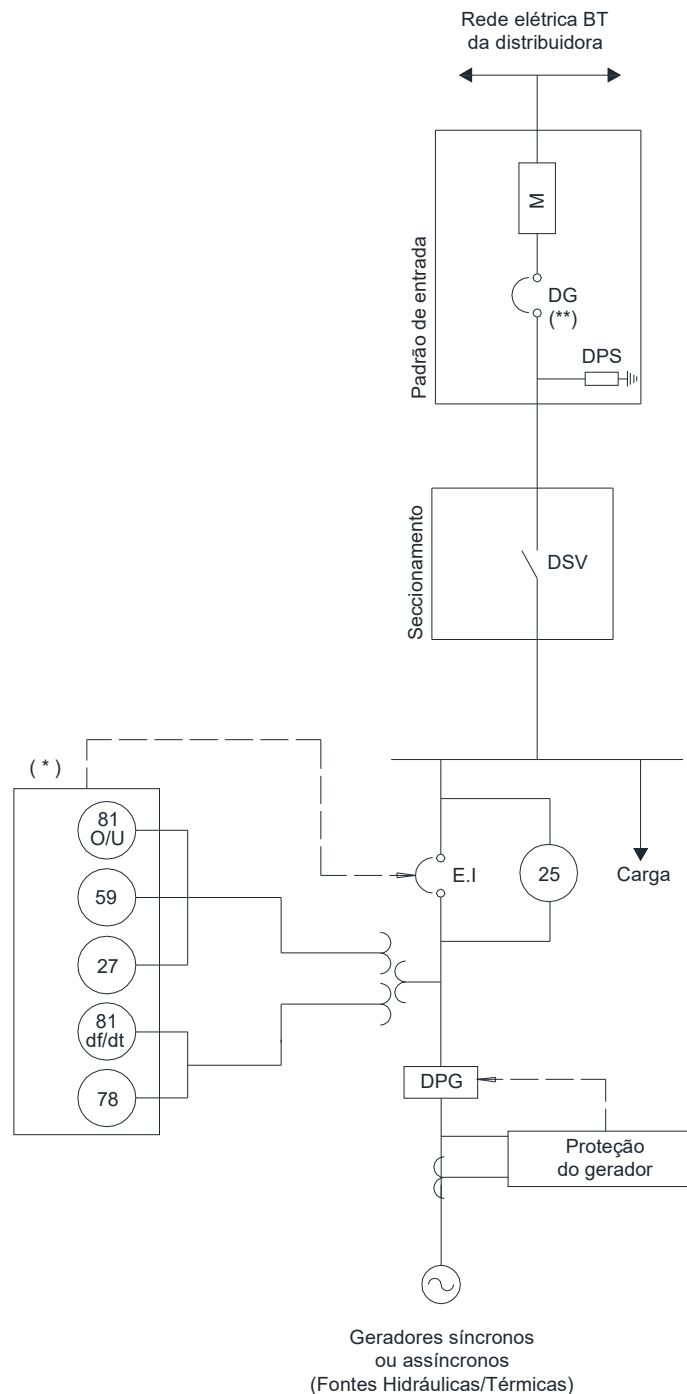 Rede elétrica BT
da distribuidora
Padrão de entrada
M
DG
(**)
DPS
Seccionamento
DSV
( * )
81
O/U
59
27
81
df/dt
78
E.I
25
Carga
DPG
Proteção
do gerador
Geradores síncronos
ou assíncronos
(Fontes Hidráulicas/Térmicas)